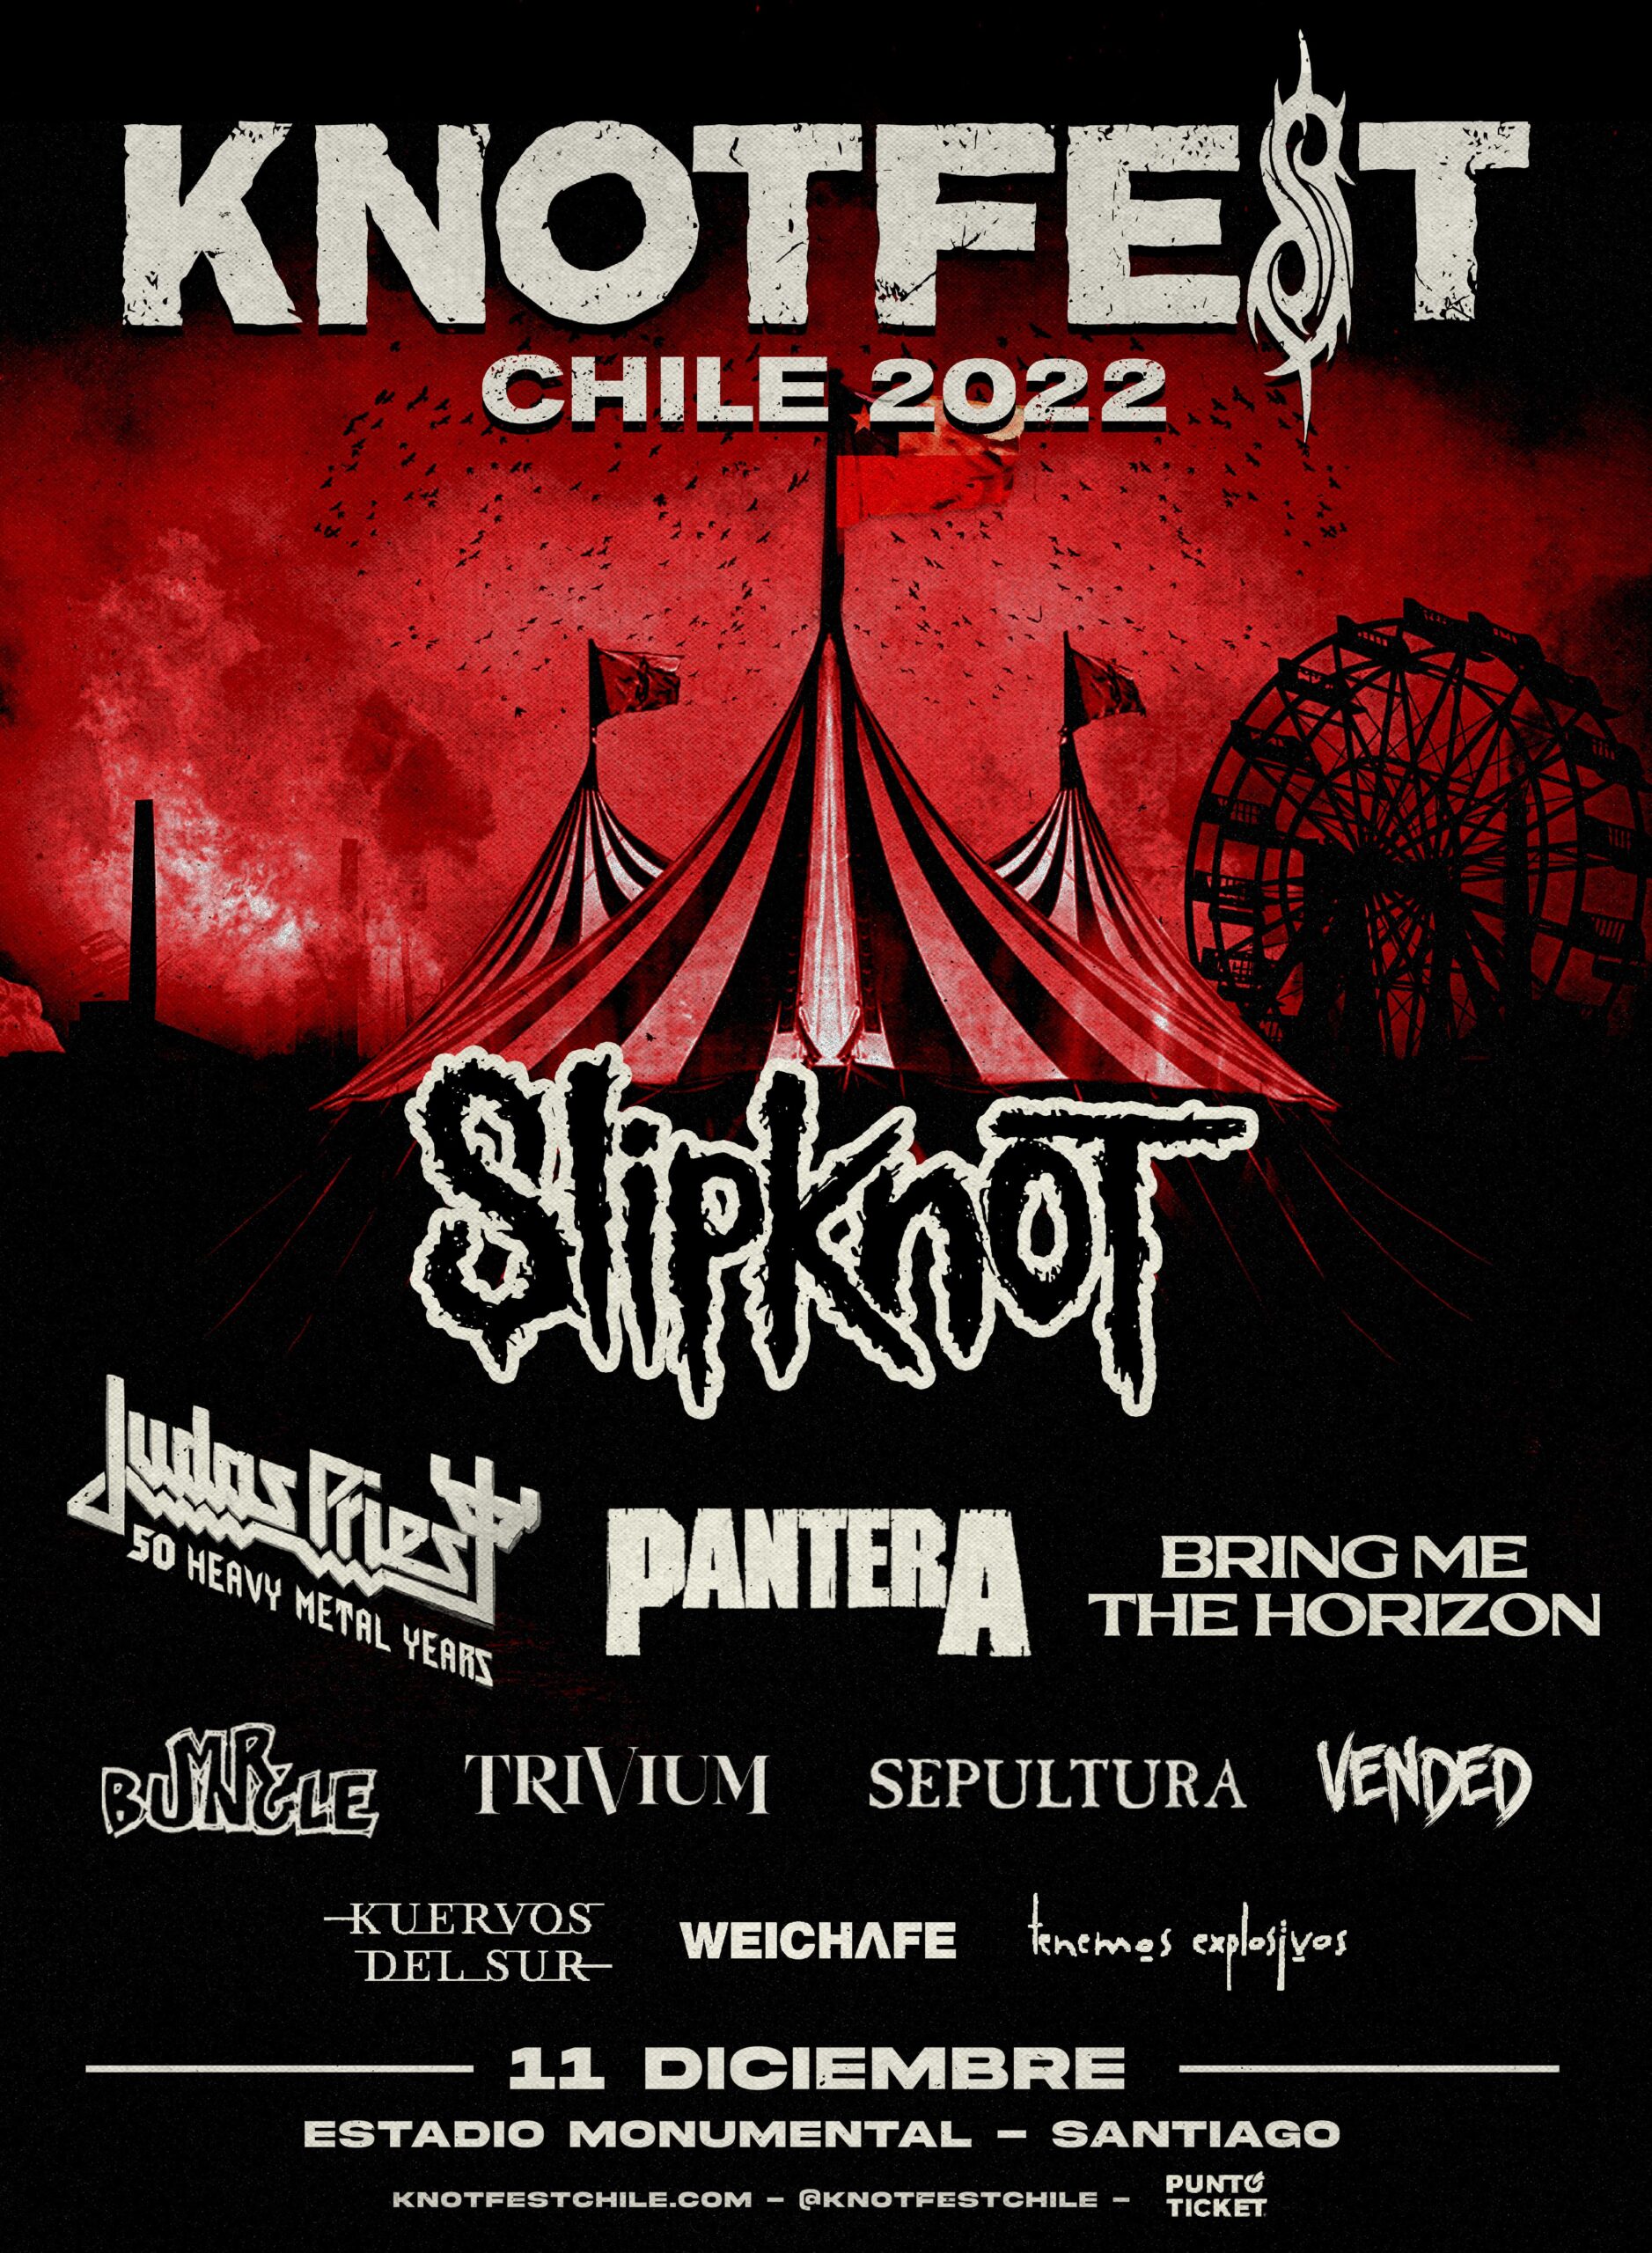 KNOTFEST
CHILE 2022
SlipknoT
Judas Priest
50 HEAVY METAL YEARS
PANTERA
BRING ME
THE HORIZON
MR. BUNGLE
TRIVIUM
SEPULTURA
VENDED
KUERVOS
DEL SUR
WEICHAFE
tenemos explosivos
11 DICIEMBRE
ESTADIO MONUMENTAL – SANTIAGO
KNOTFESTCHILE.COM – @KNOTFESTCHILE – PUNTO TICKET